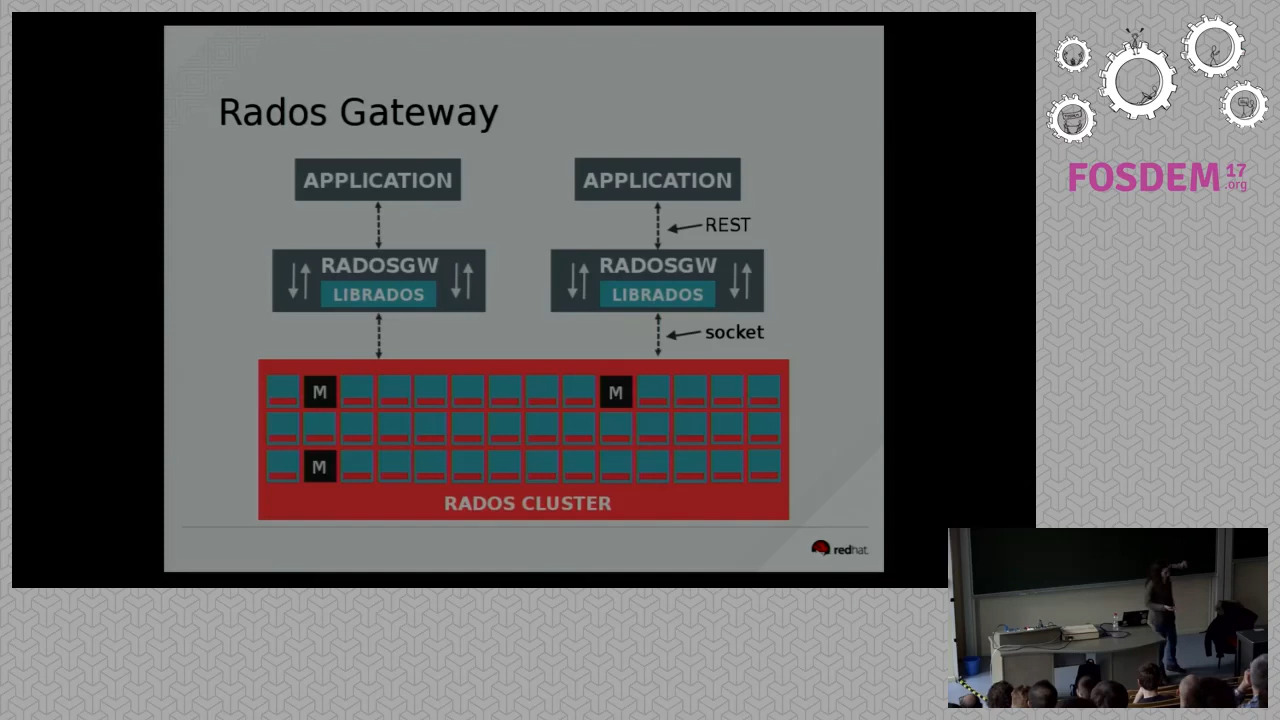 Rados Gateway
APPLICATION
APPLICATION
REST
RADOSGW
RADOSGW
LIBRADOS
LIBRADOS
socket
M
M
M
RADOS CLUSTER
redhat
FOSDEM 17
.org